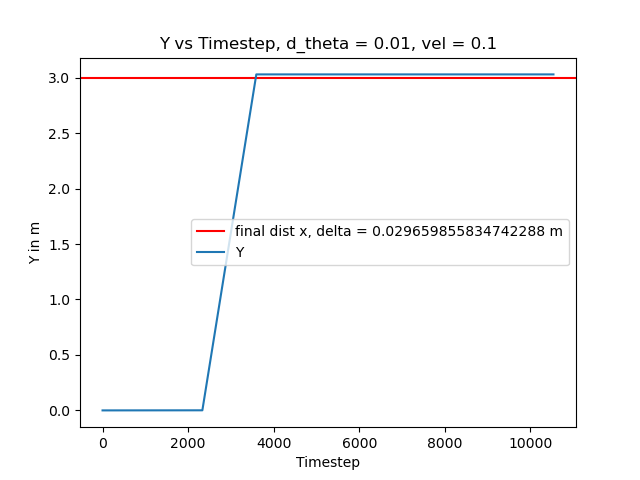 Y vs Timestep, d_theta = 0.01, vel = 0.1
3.0
2.5
2.0
1.5
1.0
0.5
0.0
Y in m
final dist x, delta = 0.029659855834742288 m
Y
0 2000 4000 6000 8000 10000
Timestep